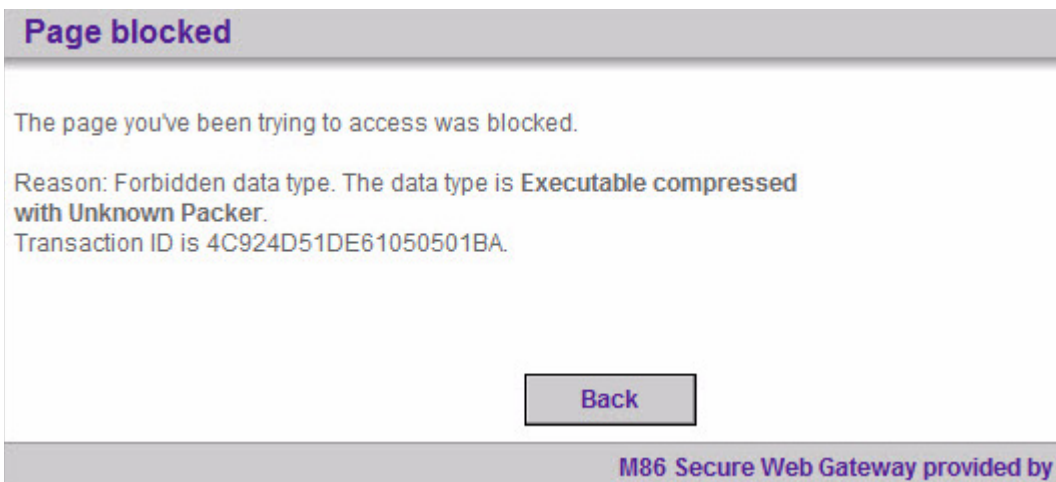 Page blocked
The page you've been trying to access was blocked.
Reason: Forbidden data type. The data type is Executable compressed
with Unknown Packer.
Transaction ID is 4C924D51DE61050501BA.
Back
M86 Secure Web Gateway provided by